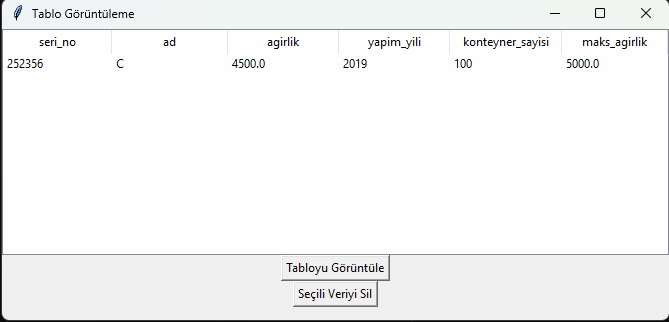 Tablo Görüntüleme
seri_no ad agirlik yapim_yili konteyner_sayisi maks_agirlik
252356 C 4500.0 2019 100 5000.0
Tabloyu Görüntüle
Seçili Veriyi Sil